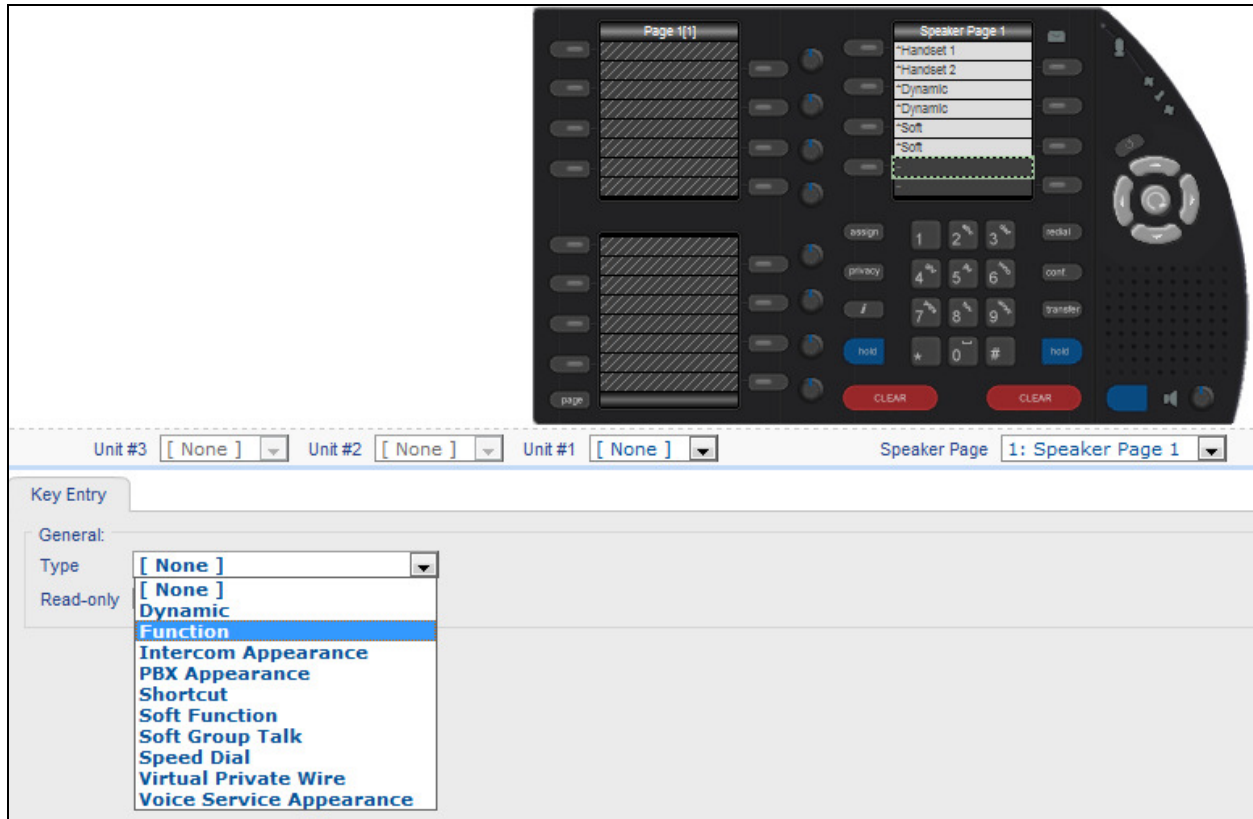 Page 1[1]
Speaker Page 1
*Handset 1
*Handset 2
*Dynamic
*Dynamic
*Soft
*Soft
-
-
assign
1
2
3
redial
privacy
4
5
6
conf.
i
7
8
9
transfer
hold
*
0
#
hold
page
CLEAR
CLEAR
Unit #3 [ None ] Unit #2 [ None ] Unit #1 [ None ] Speaker Page 1: Speaker Page 1
Key Entry
General:
Type [ None ]
Read-only
[ None ]
Dynamic
Function
Intercom Appearance
PBX Appearance
Shortcut
Soft Function
Soft Group Talk
Speed Dial
Virtual Private Wire
Voice Service Appearance